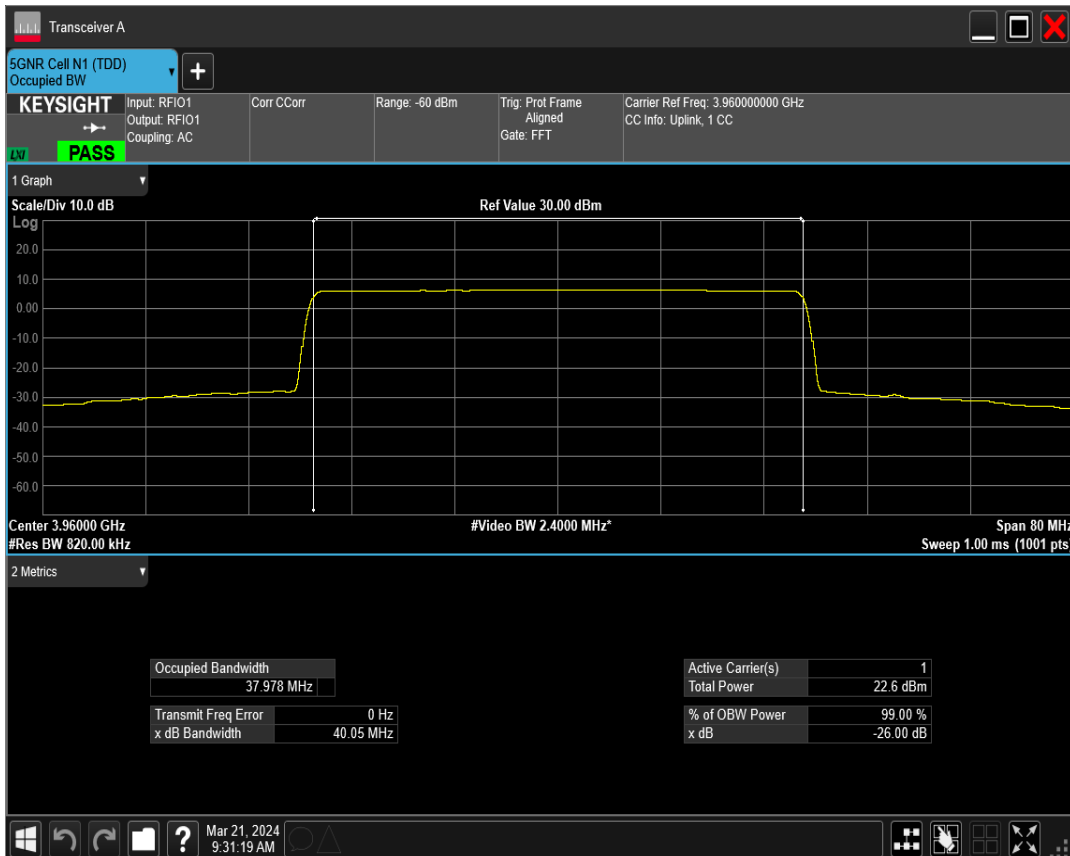 Transceiver A
5GNR Cell N1 (TDD)
Occupied BW
KEYSIGHT
LXI
PASS
Input: RFIO1
Output: RFIO1
Coupling: AC
Corr CCorr
Range: -60 dBm
Trig: Prot Frame
Aligned
Gate: FFT
Carrier Ref Freq: 3.960000000 GHz
CC Info: Uplink, 1 CC
1 Graph
Scale/Div 10.0 dB
Ref Value 30.00 dBm
Log
20.0
10.0
0.00
-10.0
-20.0
-30.0
-40.0
-50.0
-60.0
Center 3.96000 GHz
#Video BW 2.4000 MHz*
Span 80 MHz
#Res BW 820.00 kHz
Sweep 1.00 ms (1001 pts)
2 Metrics
Occupied Bandwidth
37.978 MHz
Transmit Freq Error 0 Hz
x dB Bandwidth 40.05 MHz
Active Carrier(s) 1
Total Power 22.6 dBm
% of OBW Power 99.00 %
x dB -26.00 dB
?
Mar 21, 2024
9:31:19 AM